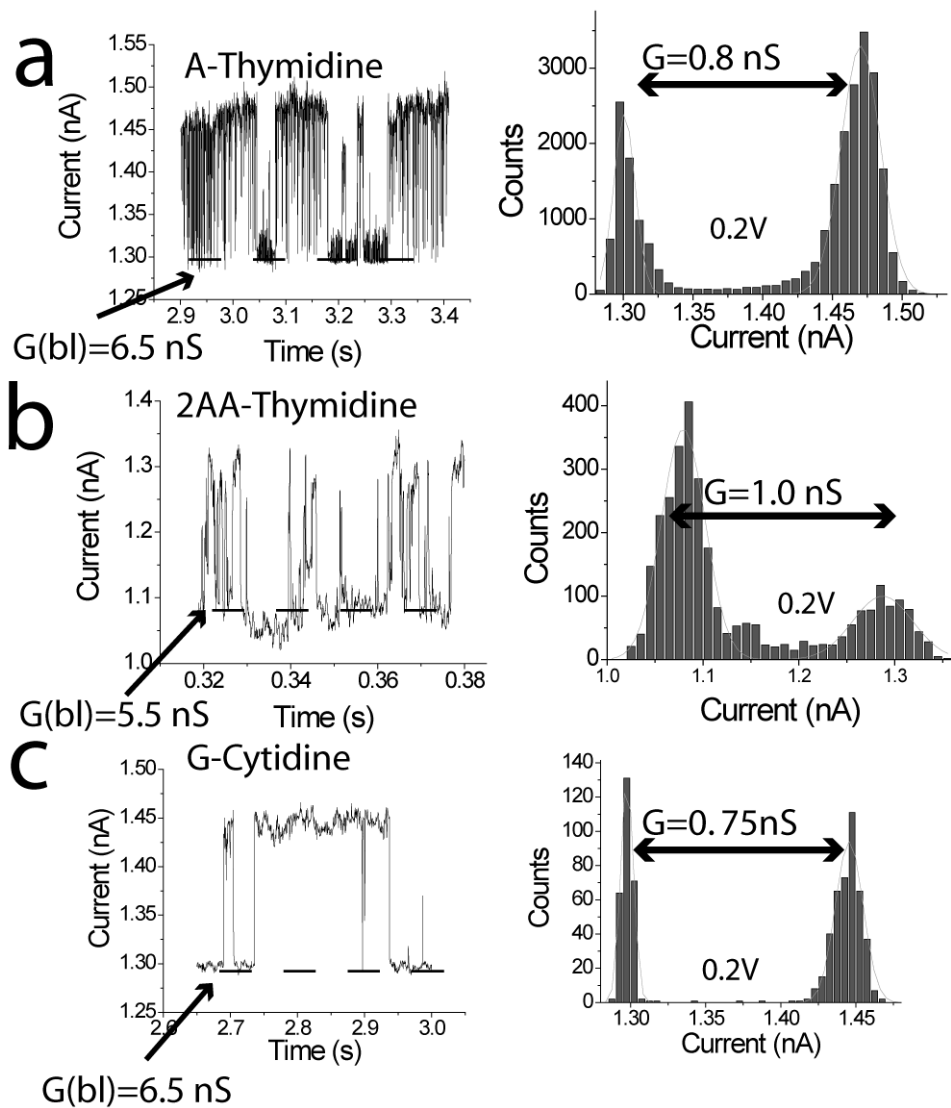 a
A-Thymidine
Current (nA)
1.55
1.50
1.45
1.40
1.35
1.30
1.25
2.9 3.0 3.1 3.2 3.3 3.4
Time (s)
G(bl)=6.5 nS
G=0.8 nS
0.2V
Counts
3000
2000
1000
0
1.30 1.35 1.40 1.45 1.50
Current (nA)
b
2AA-Thymidine
Current (nA)
1.4
1.3
1.2
1.1
1.0
0.32 0.34 0.36 0.38
Time (s)
G(bl)=5.5 nS
G=1.0 nS
0.2V
Counts
400
300
200
100
0
1.0 1.1 1.2 1.3
Current (nA)
c
G-Cytidine
Current (nA)
1.50
1.45
1.40
1.35
1.30
1.25
2.6 2.7 2.8 2.9 3.0
Time (s)
G(bl)=6.5 nS
G=0.75nS
0.2V
Counts
140
120
100
80
60
40
20
0
1.30 1.35 1.40 1.45
Current (nA)